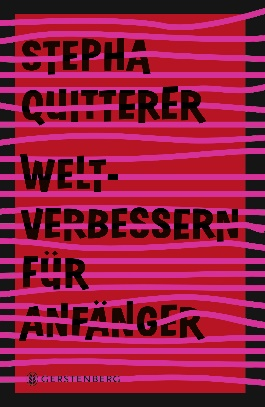 STEPHA
QUITTERER
WELT-
VERBESSERN
FÜR
ANFÄNGER
GERSTENBERG